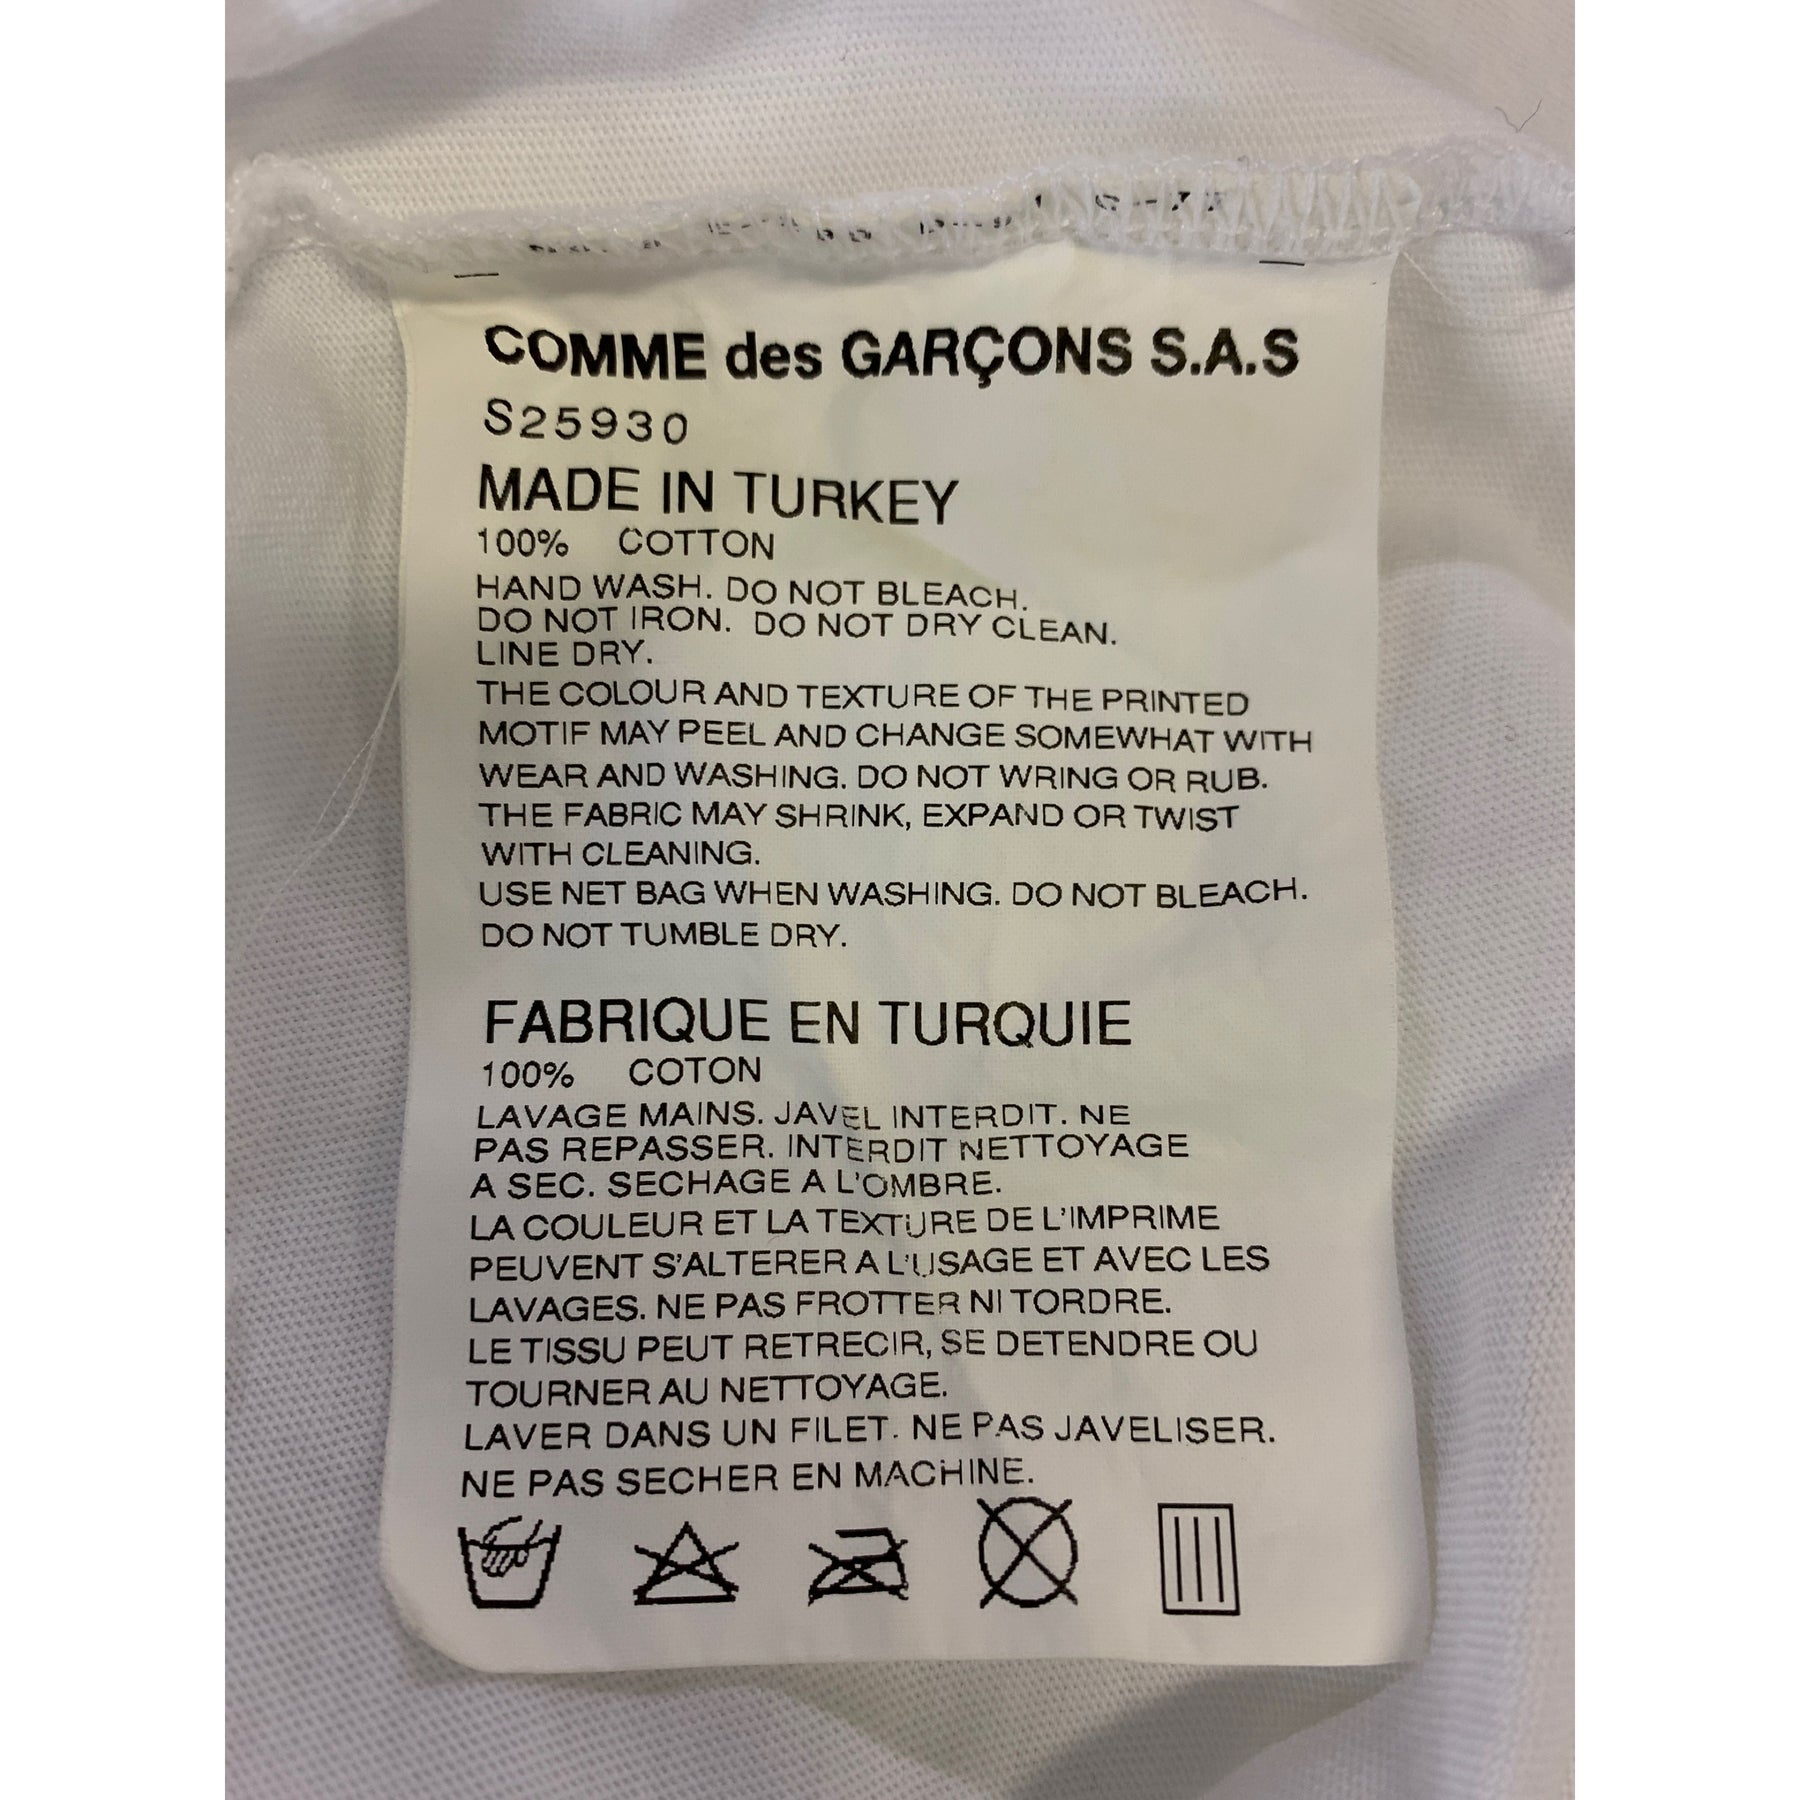 COMME des GARÇONS S.A.S
S25930
MADE IN TURKEY
100% COTTON
HAND WASH. DO NOT BLEACH.
DO NOT IRON. DO NOT DRY CLEAN.
LINE DRY.
THE COLOUR AND TEXTURE OF THE PRINTED
MOTIF MAY PEEL AND CHANGE SOMEWHAT WITH
WEAR AND WASHING. DO NOT WRING OR RUB.
THE FABRIC MAY SHRINK, EXPAND OR TWIST
WITH CLEANING.
USE NET BAG WHEN WASHING. DO NOT BLEACH.
DO NOT TUMBLE DRY.
FABRIQUE EN TURQUIE
100% COTON
LAVAGE MAINS. JAVEL INTERDIT. NE
PAS REPASSER. INTERDIT NETTOYAGE
A SEC. SECHAGE A L'OMBRE.
LA COULEUR ET LA TEXTURE DE L'IMPRIME
PEUVENT S'ALTERER A L'USAGE ET AVEC LES
LAVAGES. NE PAS FROTTER NI TORDRE.
LE TISSU PEUT RETRECIR, SE DETENDRE OU
TOURNER AU NETTOYAGE.
LAVER DANS UN FILET. NE PAS JAVELISER.
NE PAS SECHER EN MACHINE.